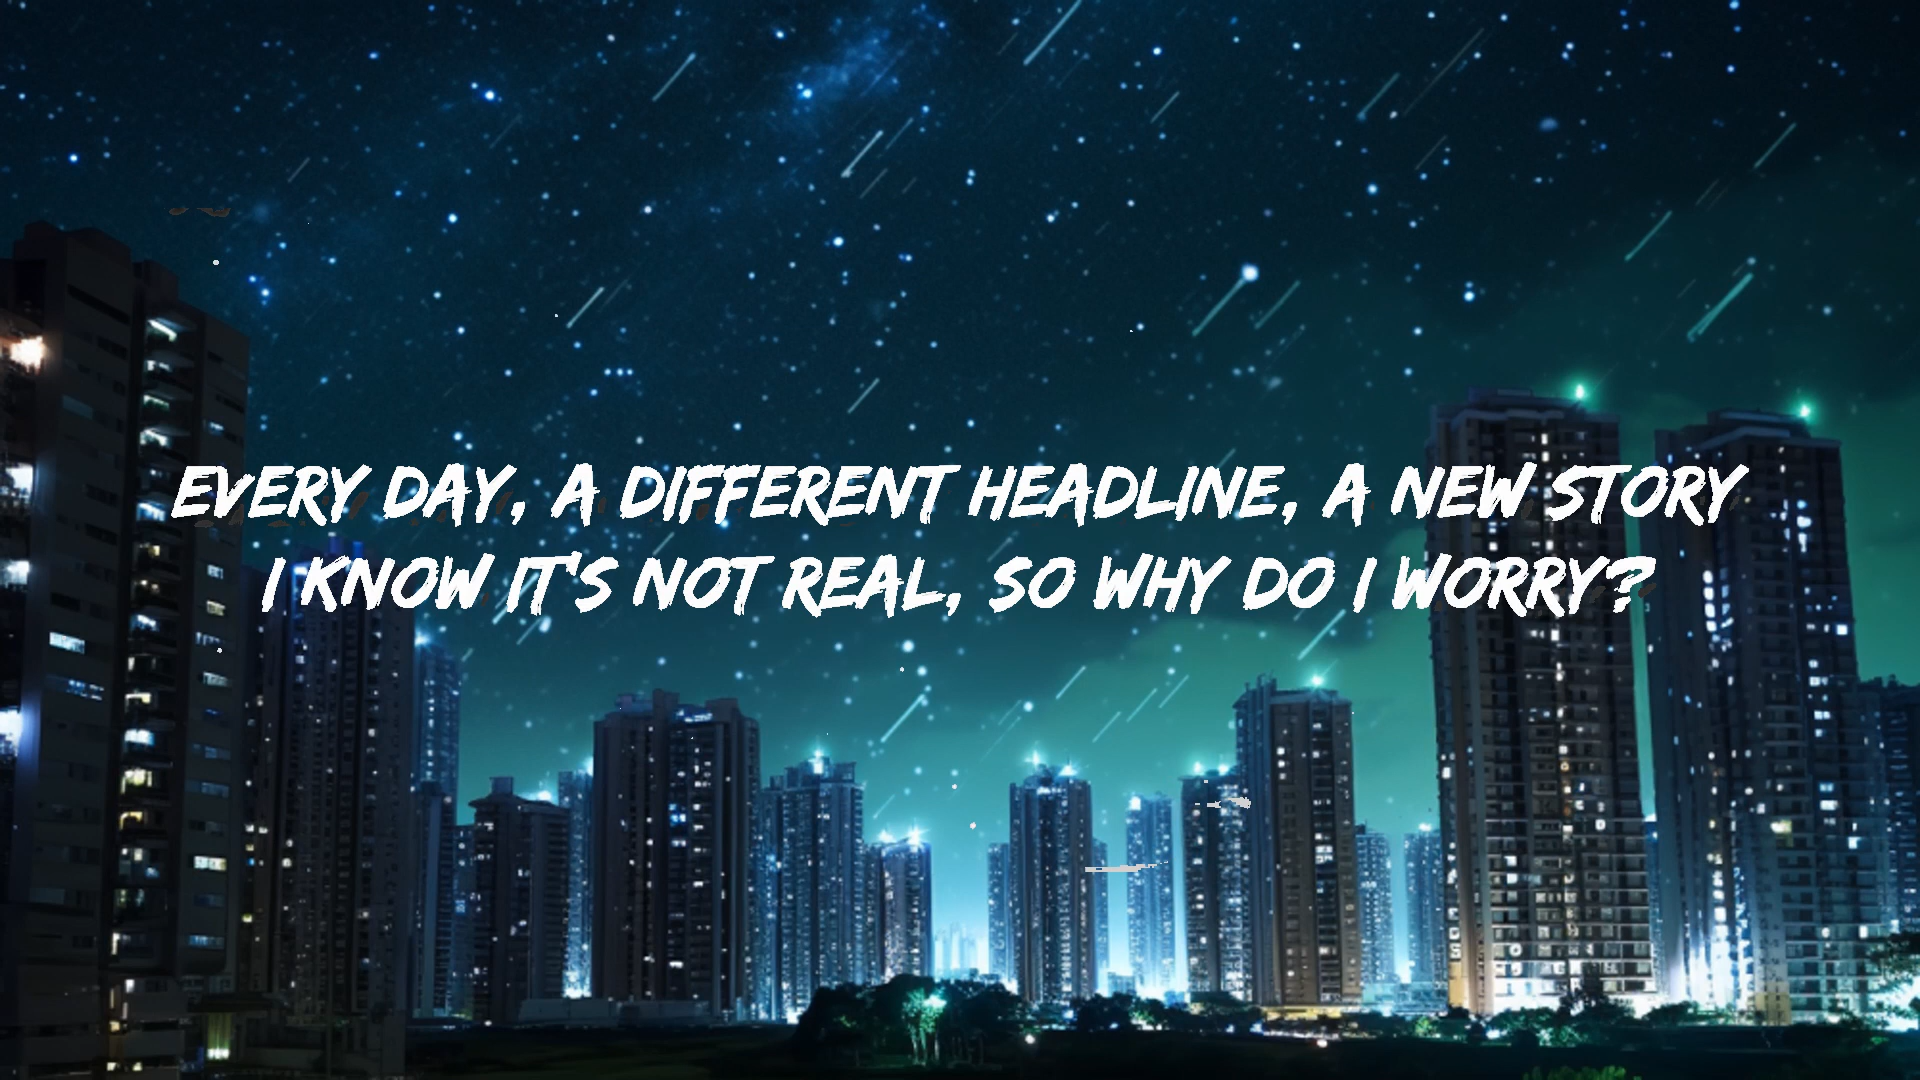 EVERY DAY, A DIFFERENT HEADLINE, A NEW STORY
I KNOW IT'S NOT REAL, SO WHY DO I WORRY?